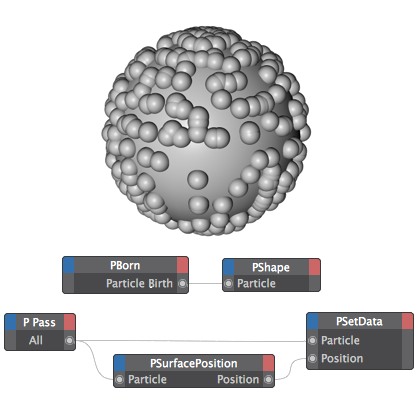 PBorn
Particle Birth
PShape
Particle
P Pass
All
PSurfacePosition
Particle Position
PSetData
Particle
Position